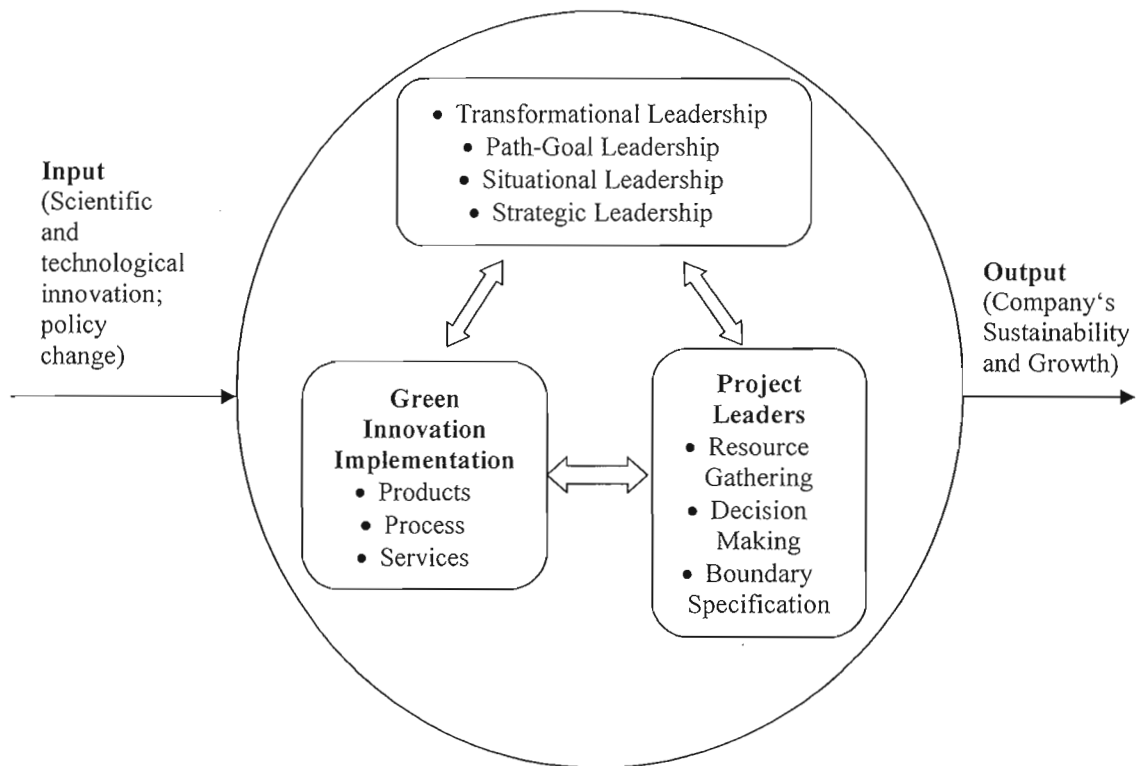 • Transformational Leadership
• Path-Goal Leadership
• Situational Leadership
• Strategic Leadership
Input
(Scientific
and
technological
innovation;
policy
change)
Output
(Company‘s
Sustainability
and Growth)
Green
Innovation
Implementation
• Products
• Process
• Services
Project
Leaders
• Resource
Gathering
• Decision
Making
• Boundary
Specification